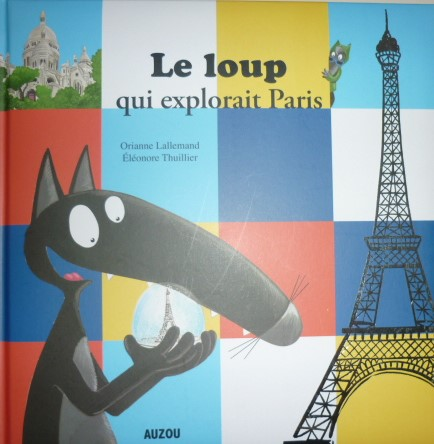 Le loup
qui explorait Paris
Orianne Lallemand
Éléonore Thuillier
AUZOU